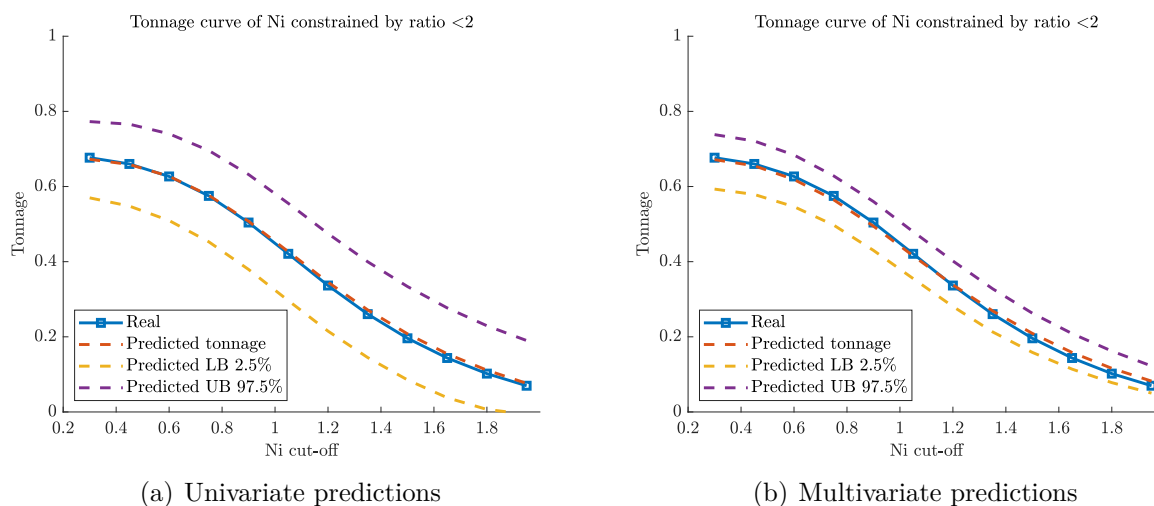 Tonnage curve of Ni constrained by ratio <2
1
0.8
0.6
0.4
0.2
0
Tonnage
Real
Predicted tonnage
Predicted LB 2.5%
Predicted UB 97.5%
0.2 0.4 0.6 0.8 1 1.2 1.4 1.6 1.8
Ni cut-off
(a) Univariate predictions
Tonnage curve of Ni constrained by ratio <2
1
0.8
0.6
0.4
0.2
0
Tonnage
Real
Predicted tonnage
Predicted LB 2.5%
Predicted UB 97.5%
0.2 0.4 0.6 0.8 1 1.2 1.4 1.6 1.8
Ni cut-off
(b) Multivariate predictions